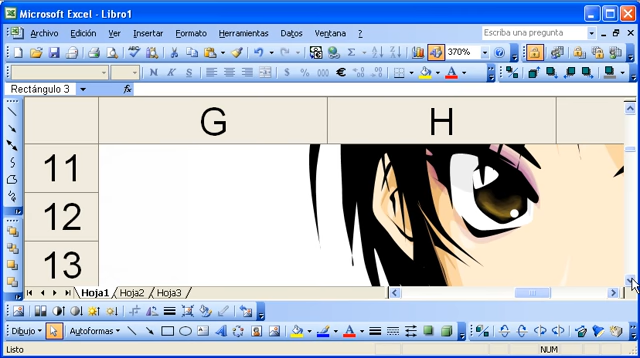 Microsoft Excel - Libro1
Archivo Edición Ver Insertar Formato Herramientas Datos Ventana ? Escriba una pregunta
370%
N K S $ % €
Rectángulo 3 fx
G H
11
12
13
Hoja1 Hoja2 Hoja3
Dibujo Autoformas
Listo NUM